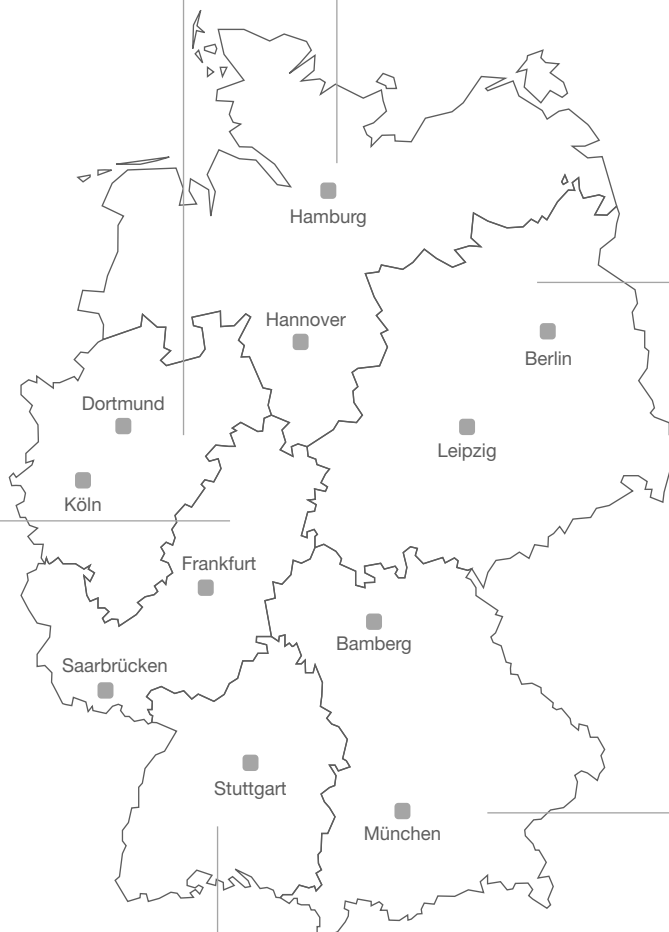 Hamburg
Hannover
Berlin
Dortmund
Leipzig
Köln
Frankfurt
Bamberg
Saarbrücken
Stuttgart
München